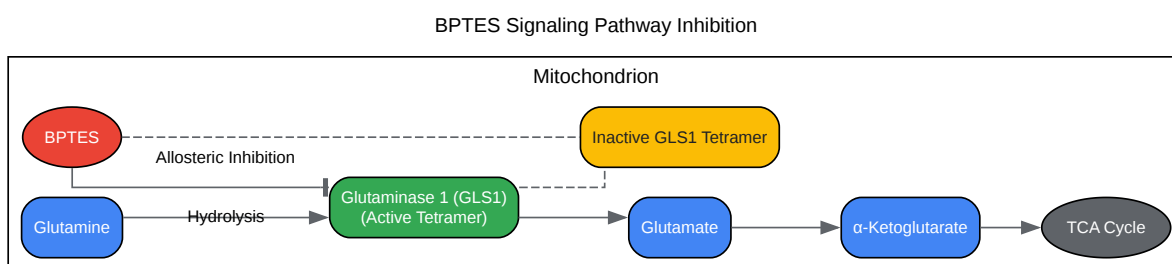 BPTES Signaling Pathway Inhibition
Mitochondrion
BPTES
Inactive GLS1 Tetramer
Allosteric Inhibition
Glutamine
Hydrolysis
Glutaminase 1 (GLS1)
(Active Tetramer)
Glutamate
α-Ketoglutarate
TCA Cycle